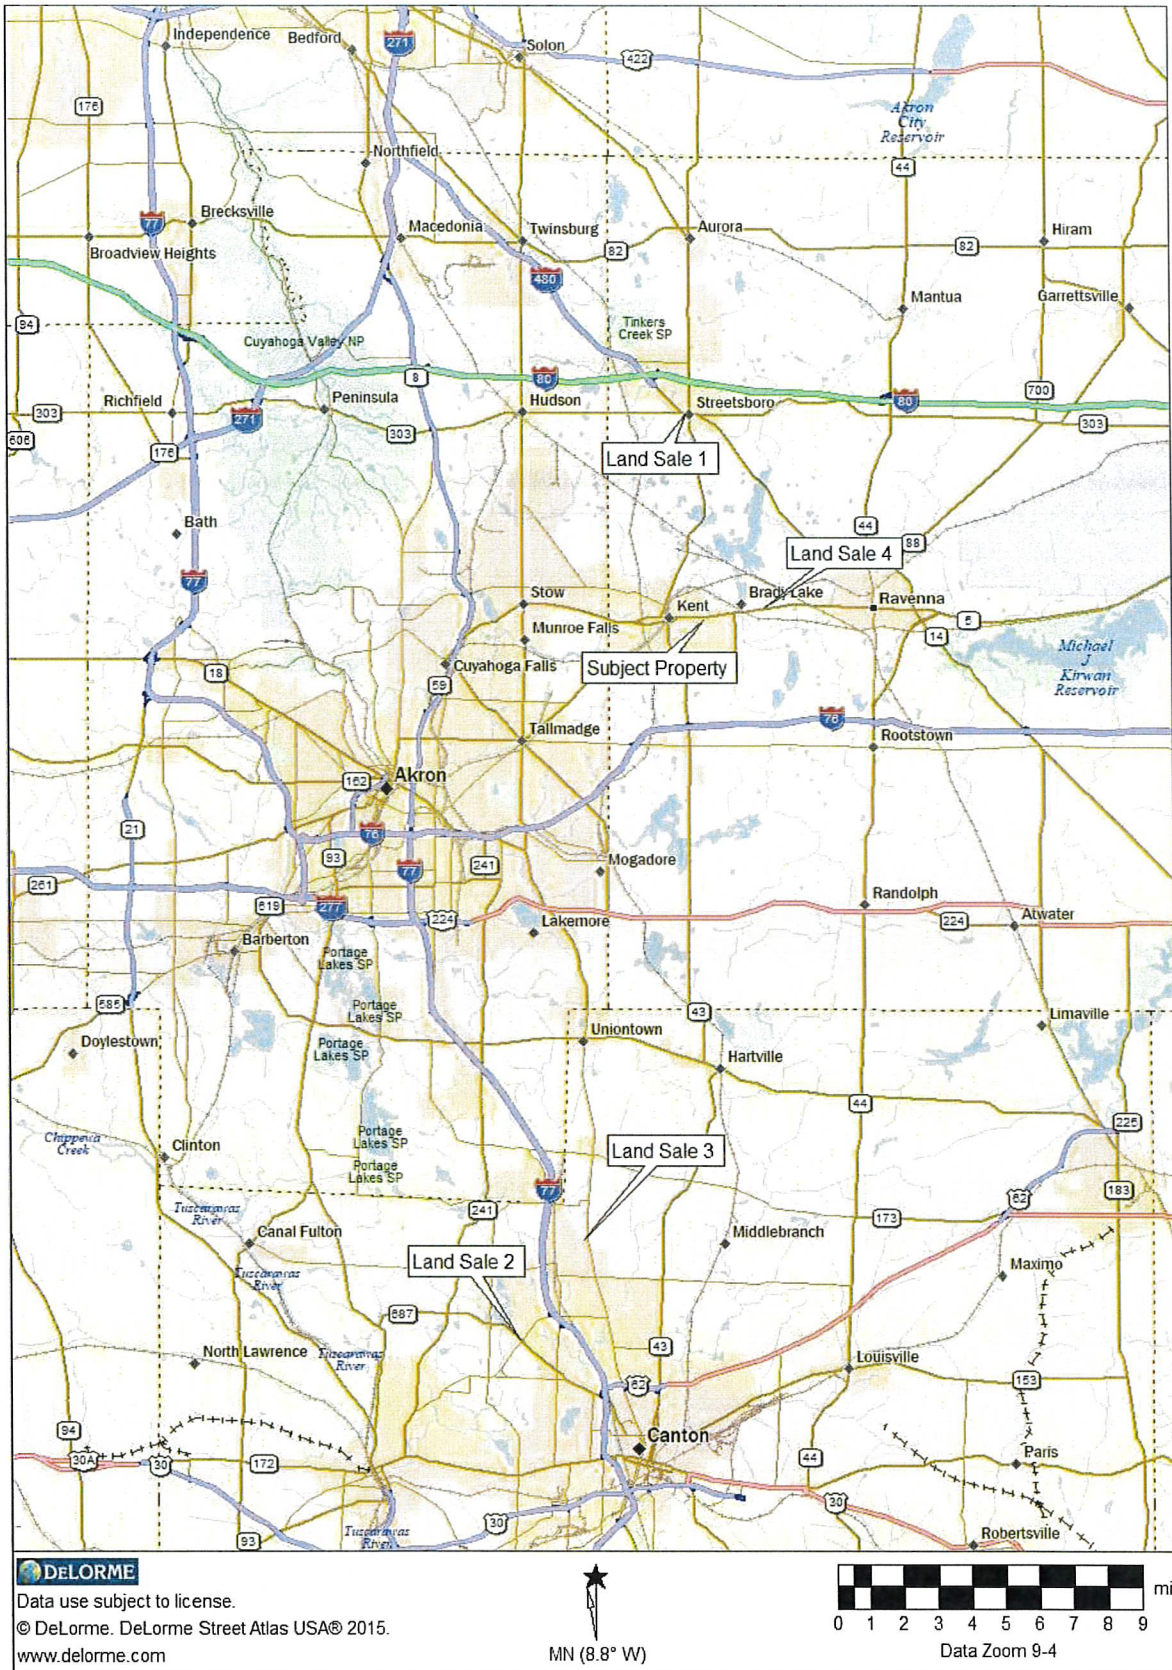 Independence
Bedford
271
Solon
422
176
Akron
City
Reservoir
Northfield
44
77
Brecksville
Macedonia
Twinsburg
Aurora
82
82
Hiram
Broadview Heights
480
Mantua
Garrettsville
94
Cuyahoga Valley NP
Tinkers
Creek SP
8
80
700
80
303
Richfield
Peninsula
Hudson
Streetsboro
271
303
303
606
176
Land Sale 1
Bath
44
88
77
Land Sale 4
Stow
Kent
Brady Lake
Ravenna
Munroe Falls
5
14
Michael
J
Kirwan
Reservoir
Cuyahoga Falls
Subject Property
18
59
76
Tallmadge
Rootstown
162
Akron
21
76
93
77
241
Mogadore
261
619
277
224
Lakemore
Randolph
224
Atwater
Barberton
Portage
Lakes SP
585
Portage
Lakes SP
43
Uniontown
Limaville
Doylestown
Portage
Lakes SP
Hartville
44
225
Chippewa
Creek
Clinton
Portage
Lakes SP
Portage
Lakes SP
Land Sale 3
77
183
62
Tuscarawas
River
241
173
Canal Fulton
Middlebranch
Land Sale 2
Maximo
Tuscarawas
River
687
North Lawrence
Tuscarawas
River
43
Louisville
62
153
94
Canton
30A
30
172
44
Paris
30
30
93
Tuscarawas
River
Robertsville
DELORME
Data use subject to license.
© DeLorme. DeLorme Street Atlas USA® 2015.
www.delorme.com
MN (8.8° W)
mi
0 1 2 3 4 5 6 7 8 9
Data Zoom 9-4